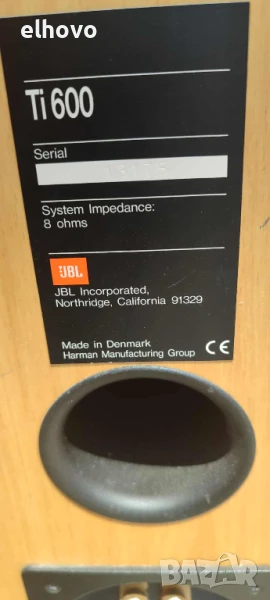 elhovo
Ti 600
Serial
System Impedance:
8 ohms
JBL
JBL Incorporated,
Northridge, California 91329
Made in Denmark
Harman Manufacturing Group CE
BAZAR